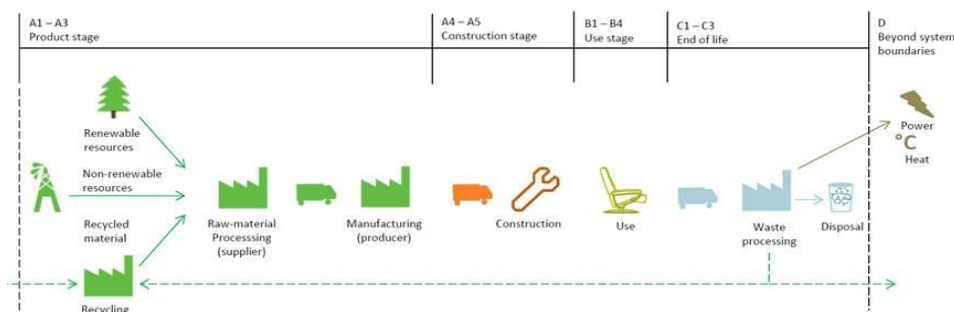 A1 – A3
Product stage
A4 – A5
Construction stage
B1 – B4
Use stage
C1 – C3
End of life
D
Beyond system
boundaries
Renewable
resources
Non-renewable
resources
Recycled
material
Recycling
Raw-material
Processsing
(supplier)
Manufacturing
(producer)
Construction
Use
Waste
processing
Disposal
Power
°C
Heat